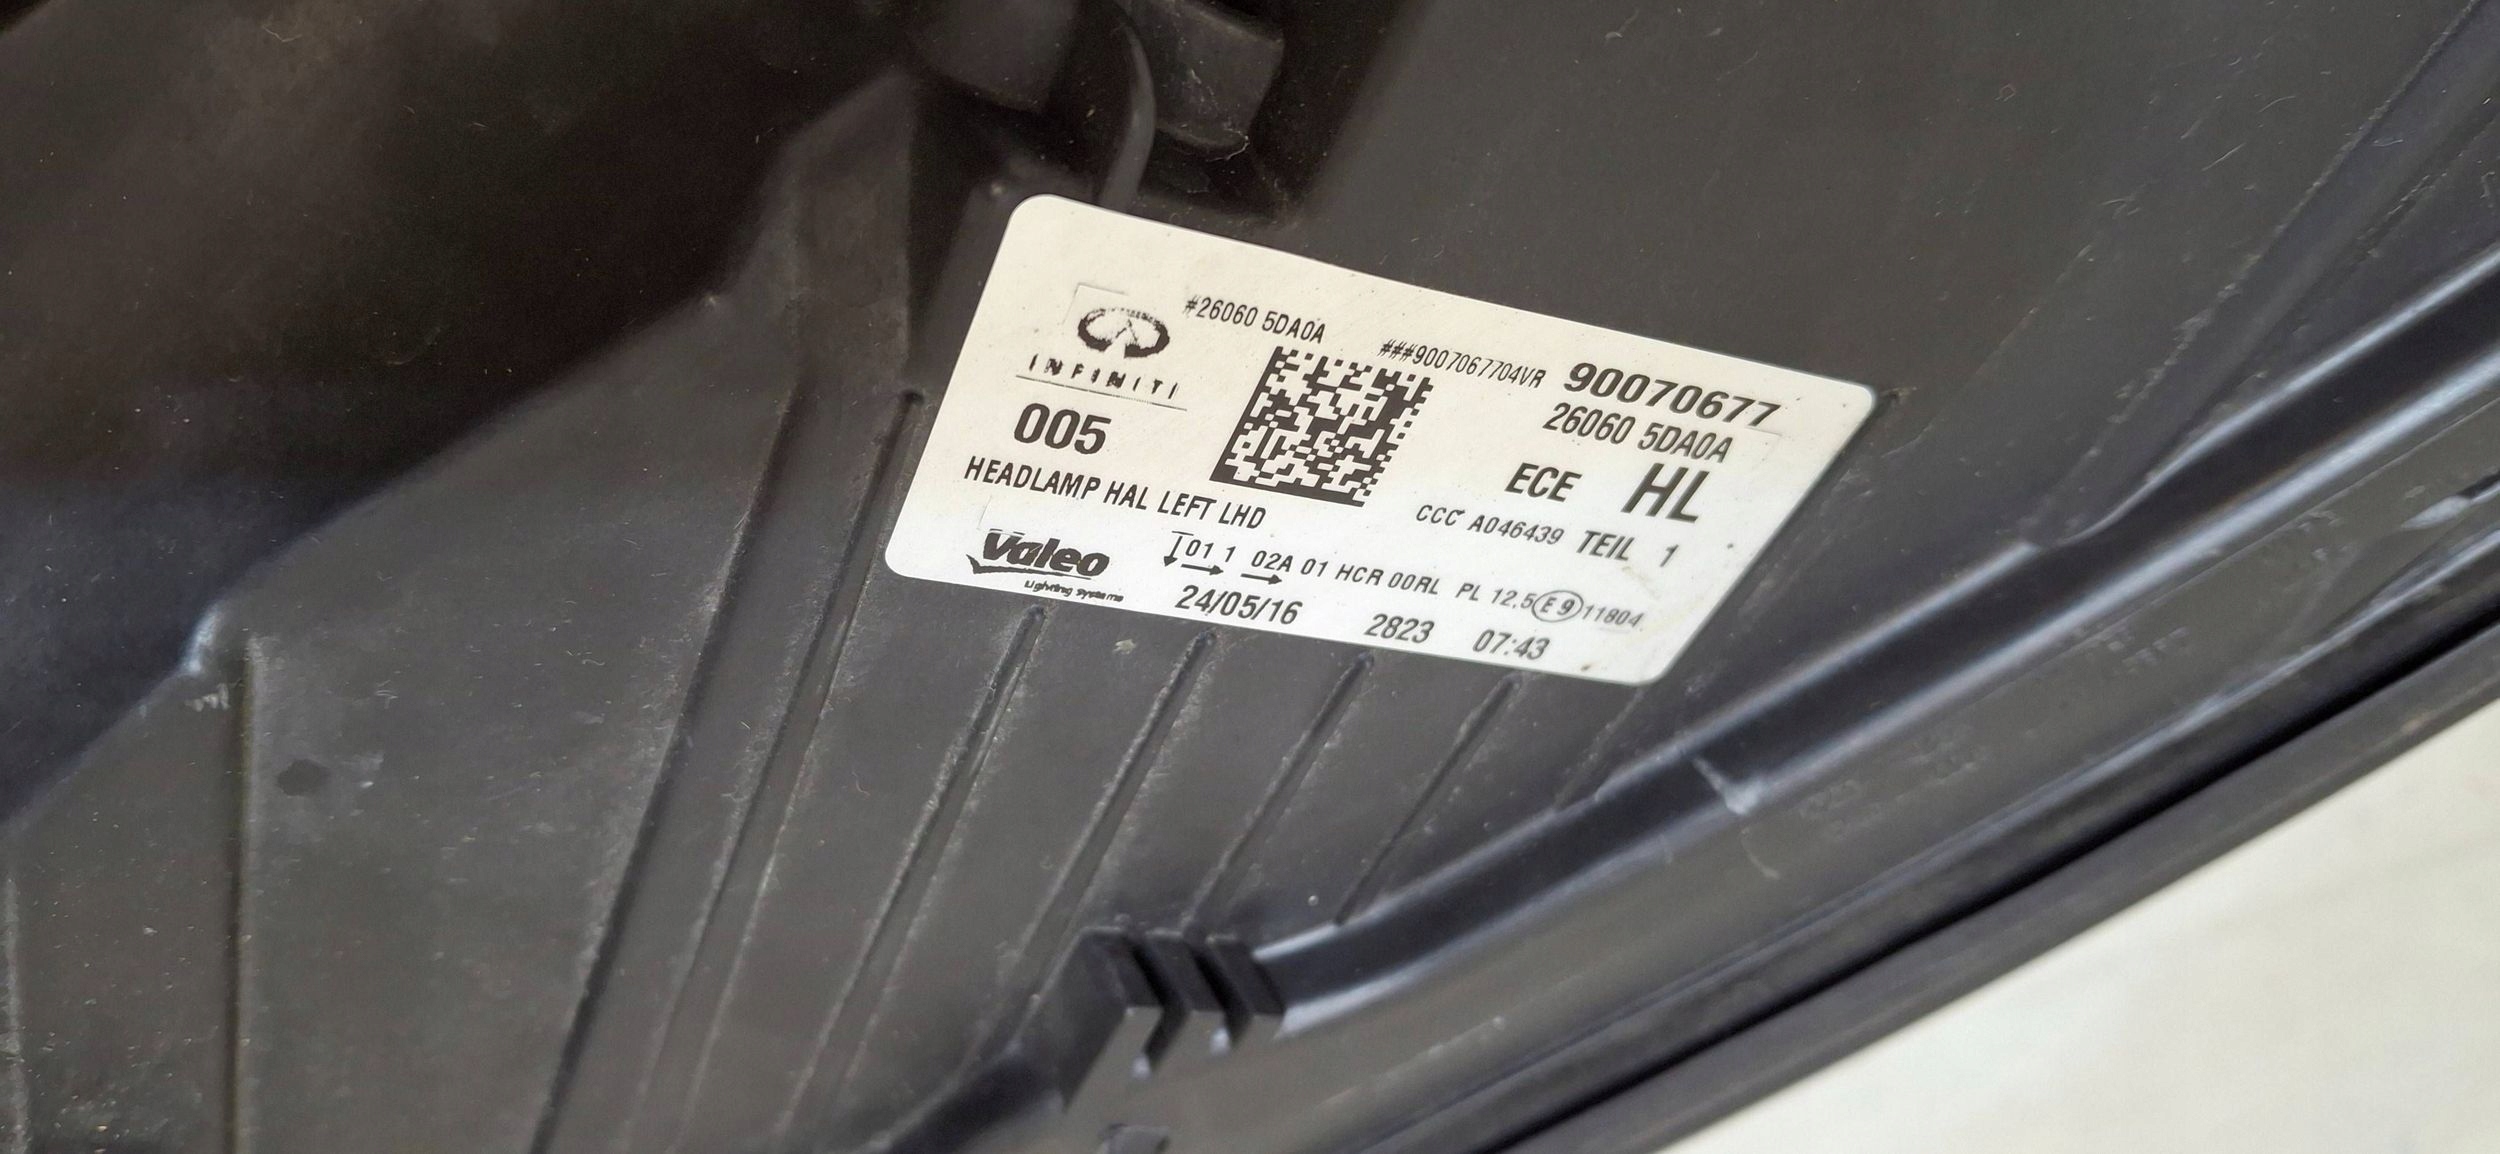 #26060 5DA0A
###9007067704VR
90070677
INFINITI
26060 5DA0A
005
ECE HL
HEADLAMP HAL LEFT LHD
CCC A046439 TEIL 1
Valeo
Lighting Systems
01 1 02A 01 HCR 00RL PL 12,5 E9 11804
24/05/16 2823 07:43